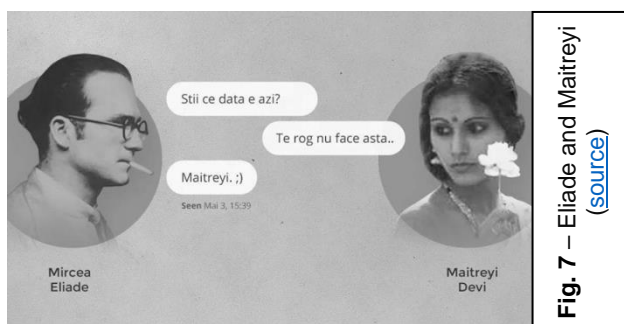 Stii ce data e azi?
Te rog nu face asta..
Maitreyi. ;)
Seen Mai 3, 15:39
Mircea
Eliade
Maitreyi
Devi
Fig. 7 – Eliade and Maitreyi
(source)